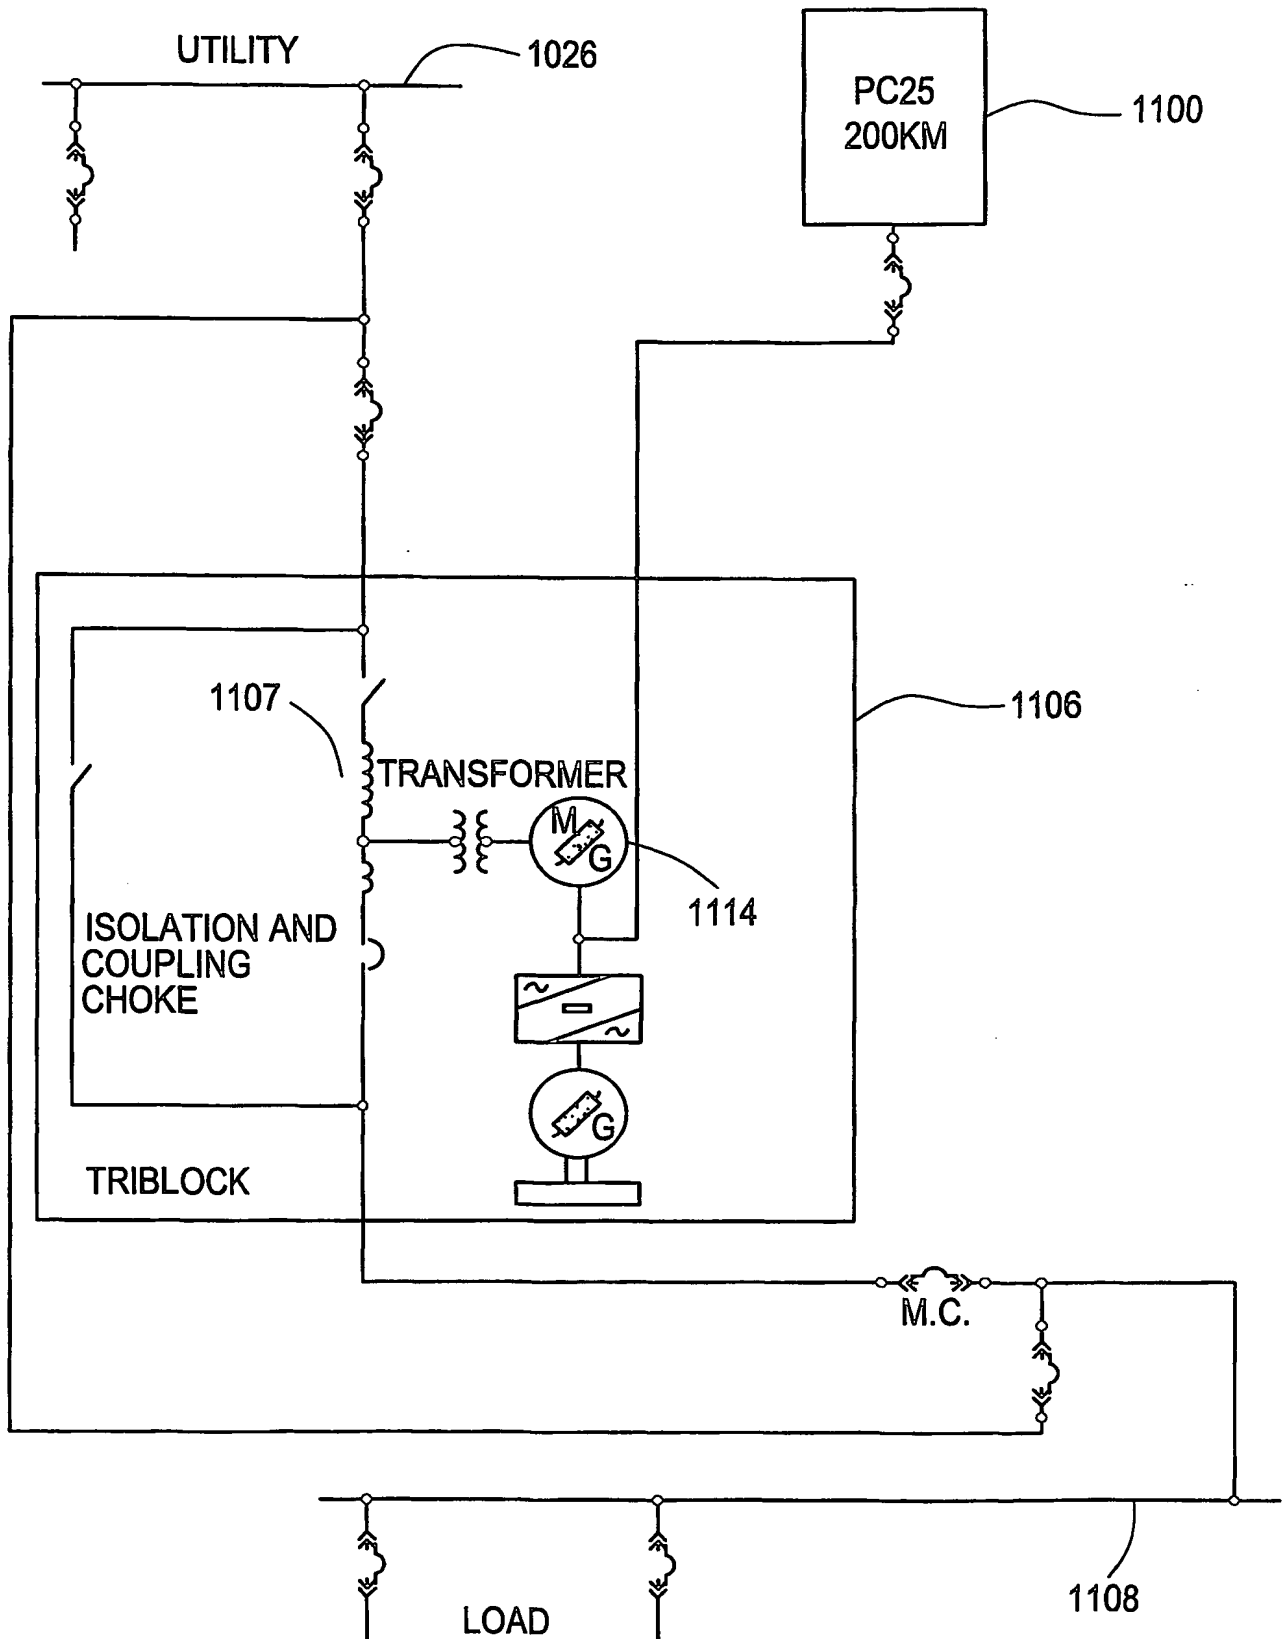 UTILITY
1026
PC25
200KM
1100
1107
TRANSFORMER
1106
M
G
1114
ISOLATION AND
COUPLING
CHOKE
G
TRIBLOCK
M.C.
1108
LOAD